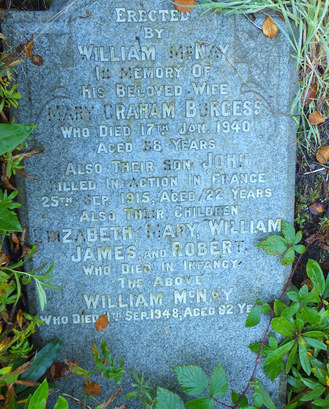 ERECTED
BY
WILLIAM MCNAY
IN MEMORY OF
HIS BELOVED WIFE
MARY GRAHAM BURGESS
WHO DIED 17TH JAN. 1940
AGED YEARS
ALSO THEIR SON JOHN
KILLED IN ACTION IN FRANCE
25TH SEP. 1915, AGED 22 YEARS
ALSO THEIR CHILDREN
ELIZABETH, MARY, WILLIAM
JAMES AND ROBERT
WHO DIED IN INFANCY
THE ABOVE
WILLIAM MCNAY
WHO DIED SEP. 1948, AGED 82